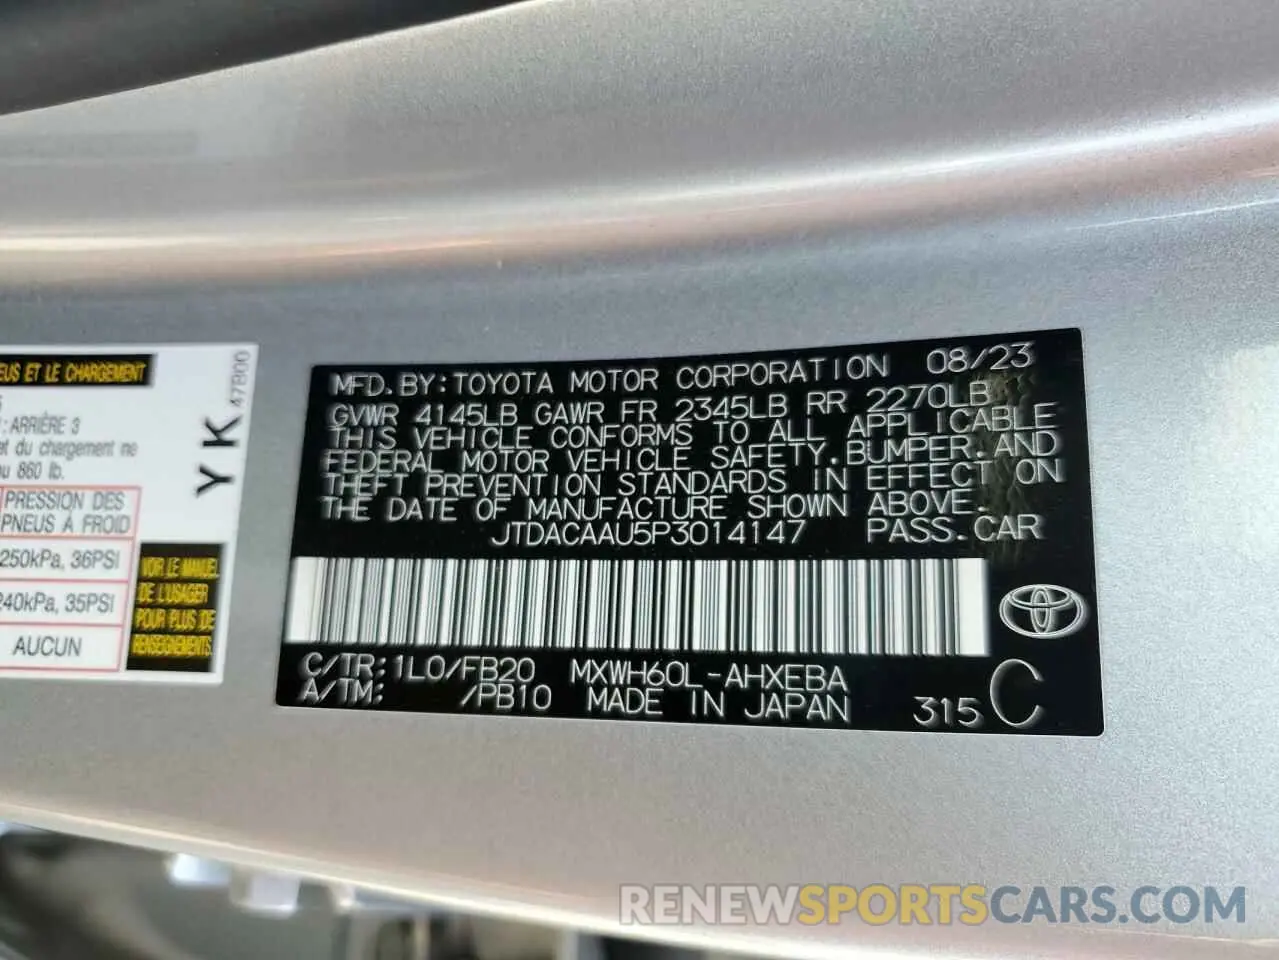 EUS ET LE CHARGEMENT
: ARRIÈRE 3
et du chargement ne
ou 860 lb.
PRESSION DES
PNEUS À FROID
250kPa, 36PSI
240kPa, 35PSI
AUCUN
VOIR LE MANUEL
DE L'USAGER
POUR PLUS DE
RENSEIGNEMENTS
YK 47B00
MFD.BY:TOYOTA MOTOR CORPORATION 08/23
GVWR 4145LB GAWR FR 2345LB RR 2270LB
THIS VEHICLE CONFORMS TO ALL APPLICABLE
FEDERAL MOTOR VEHICLE SAFETY.BUMPER.AND
THEFT PREVENTION STANDARDS IN EFFECT ON
THE DATE OF MANUFACTURE SHOWN ABOVE.
JTDACAAU5P3014147 PASS.CAR
C/TR:1L0/FB20 MXWH60L-AHXEBA
A/TM: /PB10 MADE IN JAPAN 315 C
RENEWSPORTSCARS.COM